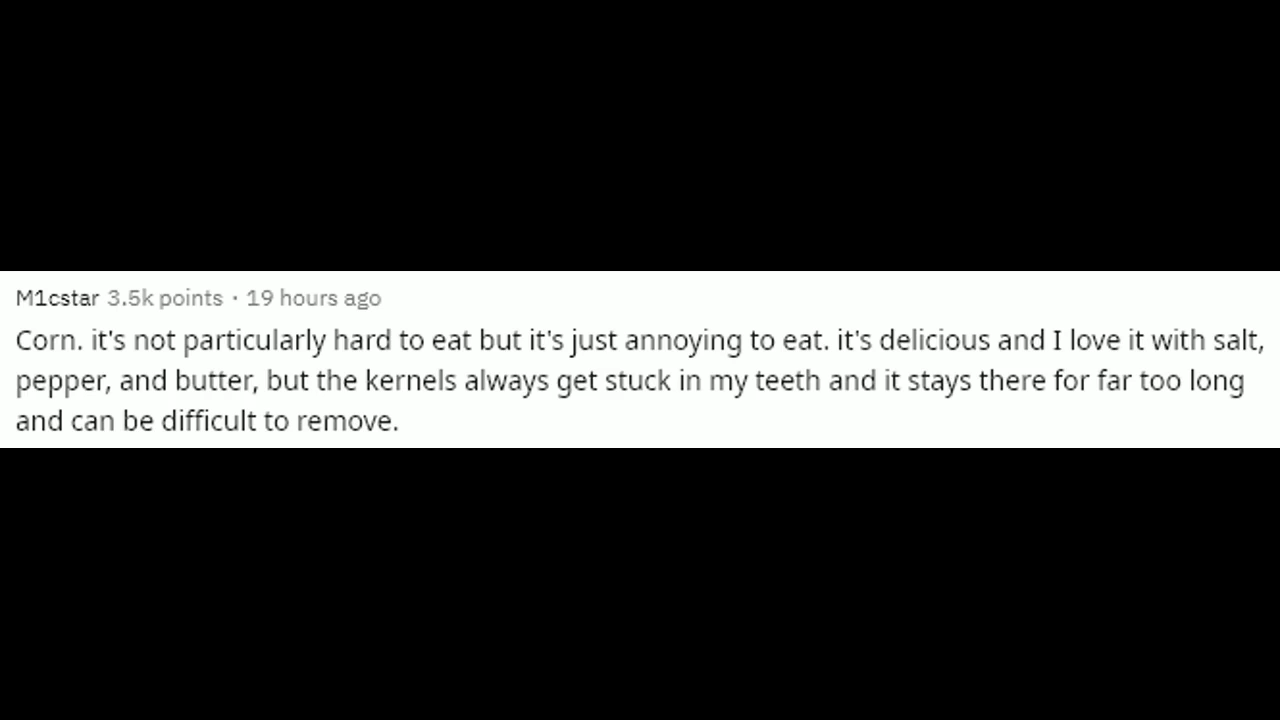 M1cstar 3.5k points · 19 hours ago
Corn. it's not particularly hard to eat but it's just annoying to eat. it's delicious and I love it with salt,
pepper, and butter, but the kernels always get stuck in my teeth and it stays there for far too long
and can be difficult to remove.